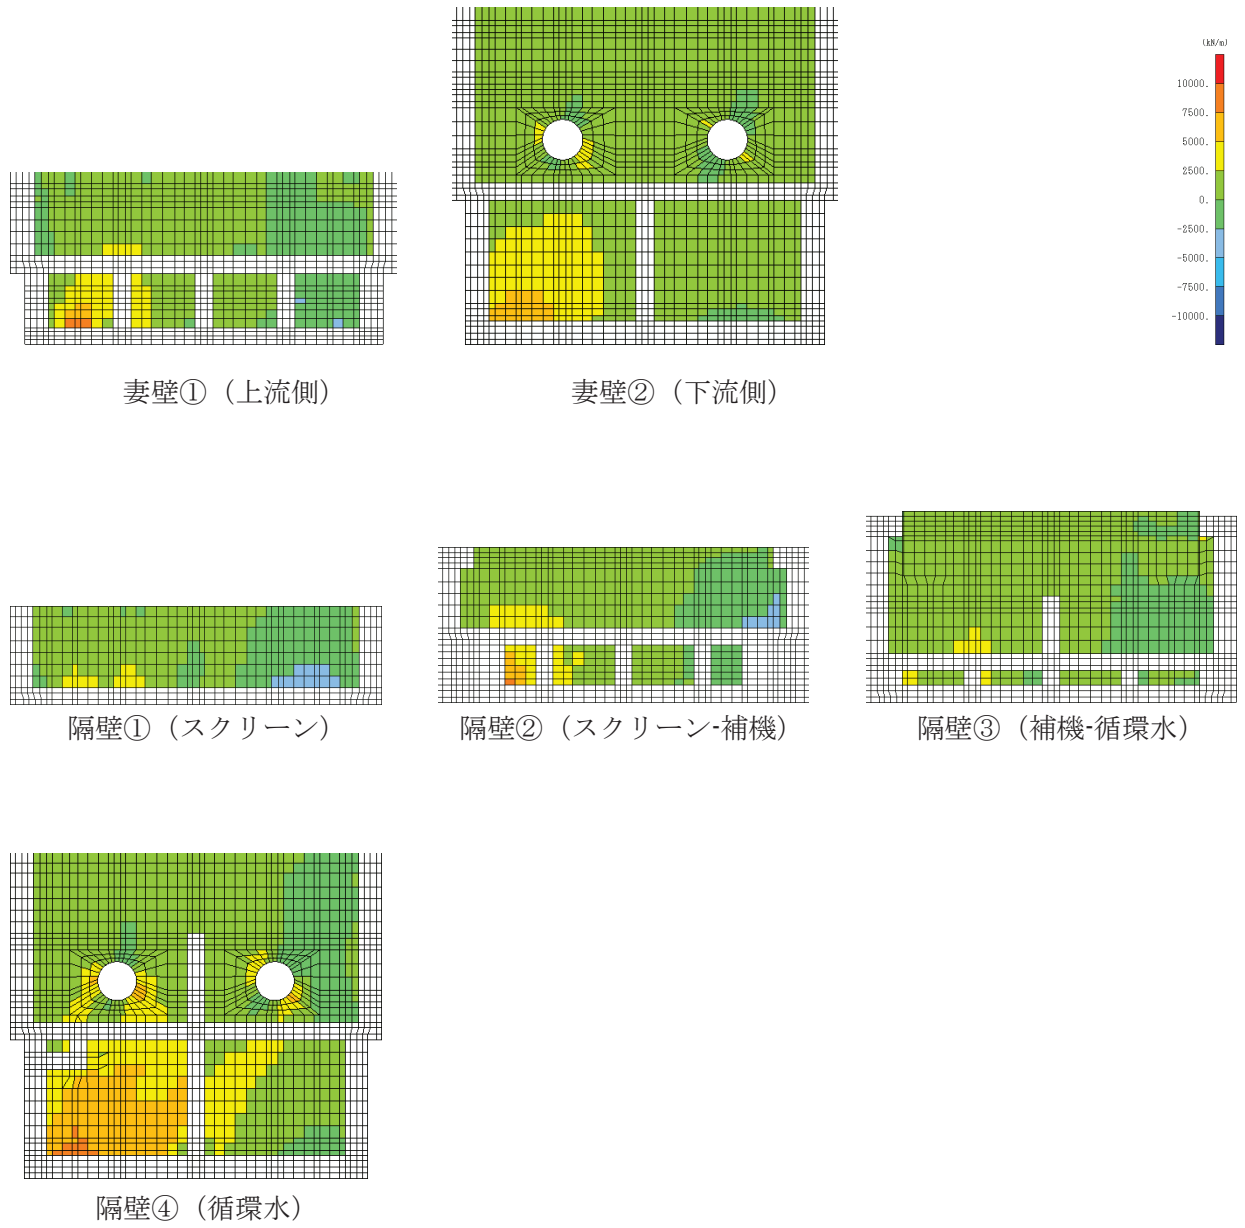 (kN/m)
10000.
7500.
5000.
2500.
0.
-2500.
-5000.
-7500.
-10000.
妻壁①（上流側）
妻壁②（下流側）
隔壁①（スクリーン）
隔壁②（スクリーン-補機）
隔壁③（補機-循環水）
隔壁④（循環水）